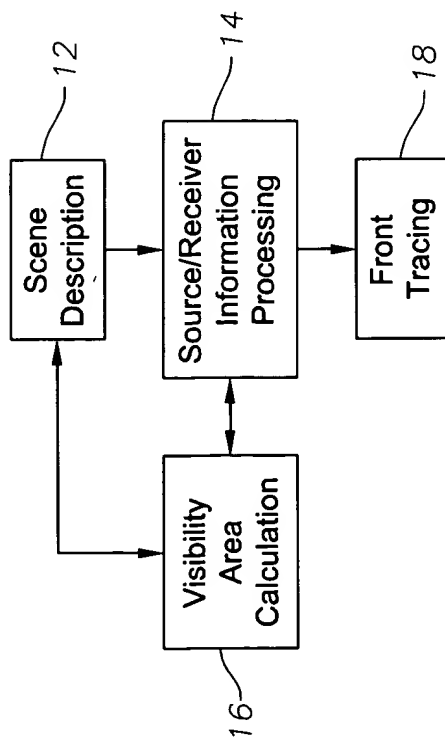 12
Scene
Description
14
Source/Receiver
Information
Processing
Visibility
Area
Calculation
16
18
Front
Tracing